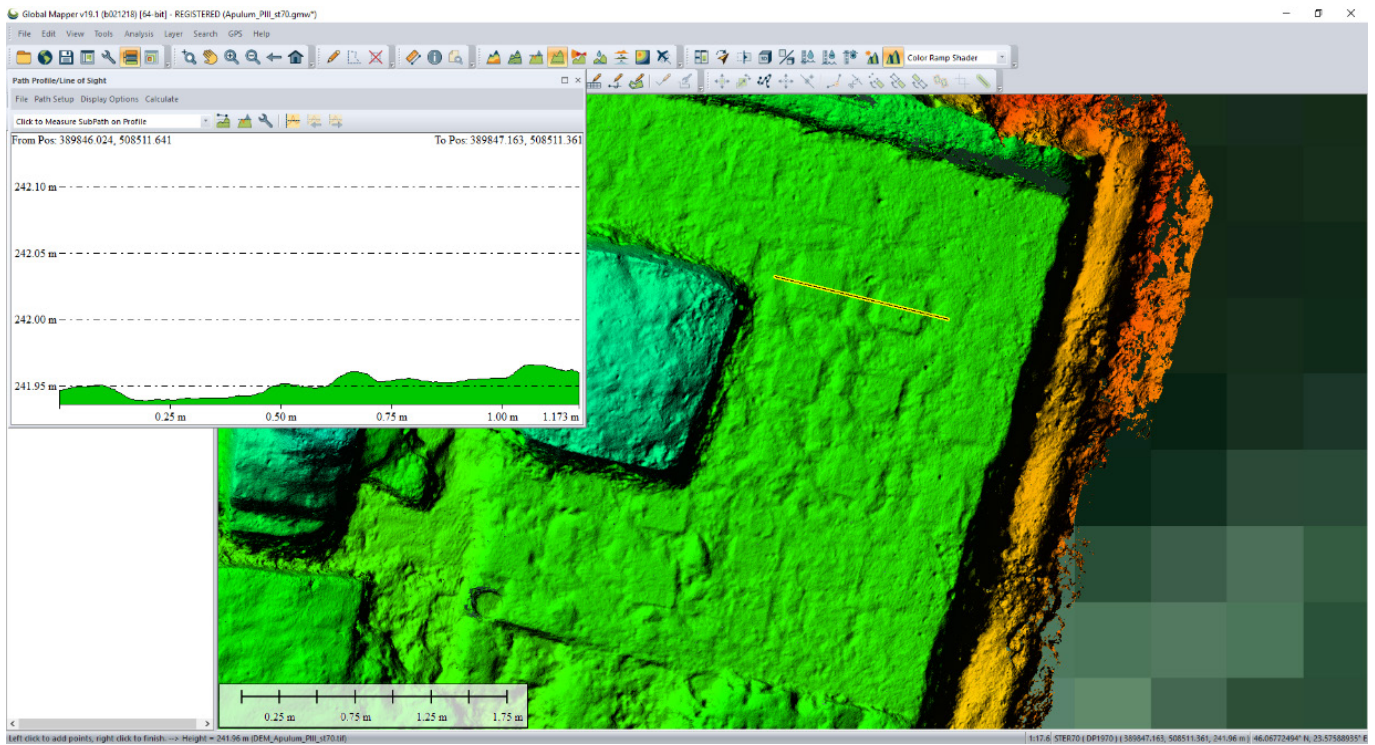 Global Mapper v19.1 (b021218) [64-bit] - REGISTERED (Apulum_PIII_st70.gmw*)
File Edit View Tools Analysis Layer Search GPS Help
Color Ramp Shader
Path Profile/Line of Sight
File Path Setup Display Options Calculate
Click to Measure SubPath on Profile
From Pos: 389846.024, 508511.641 To Pos: 389847.163, 508511.361
242.10 m
242.05 m
242.00 m
241.95 m
0.25 m 0.50 m 0.75 m 1.00 m 1.173 m
0.25 m 0.75 m 1.25 m 1.75 m
Left click to add points, right click to finish. --> Height = 241.96 m (DEM_Apulum_PIII_st70.tif) 1:17.6 STER70 ( DP1970 ) ( 389847.163, 508511.361, 241.96 m ) 46.06772494° N, 23.57588935° E